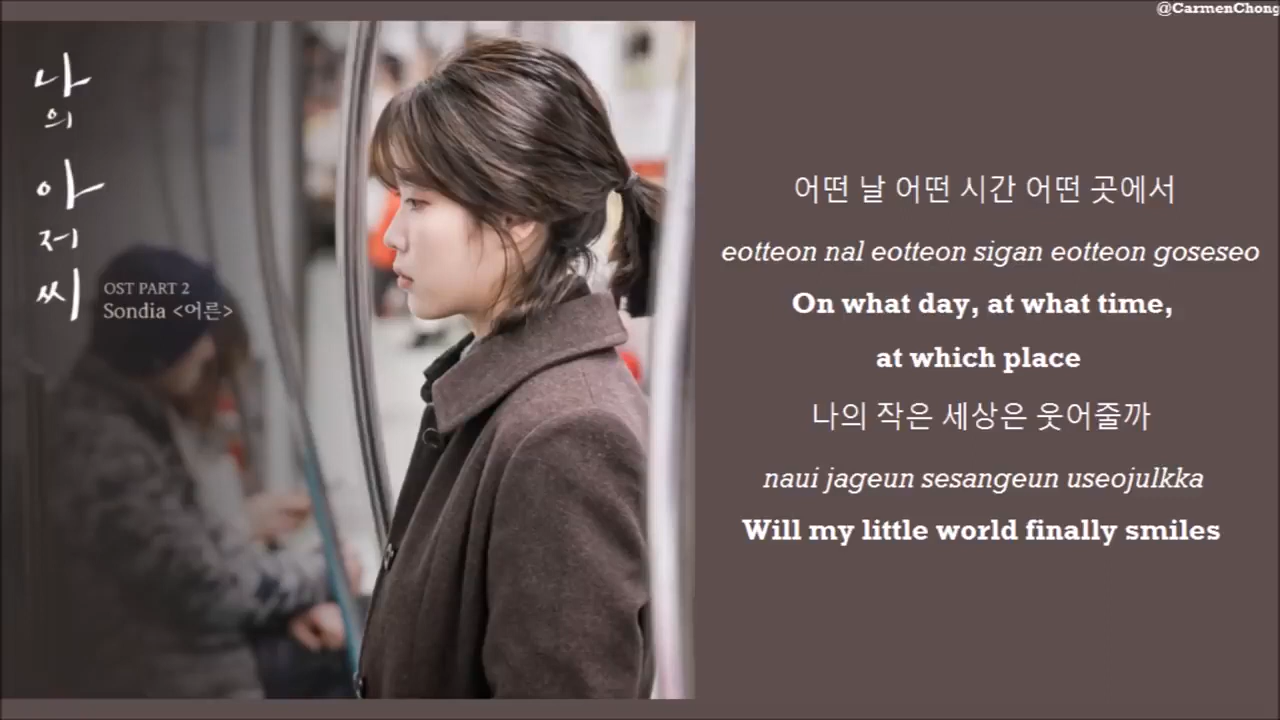 @CarmenChong
나의 아저씨
OST PART 2
Sondia <어른>
어떤 날 어떤 시간 어떤 곳에서
eotteon nal eotteon sigan eotteon goseseo
On what day, at what time,
at which place
나의 작은 세상은 웃어줄까
naui jageun sesangeun useojulkka
Will my little world finally smiles